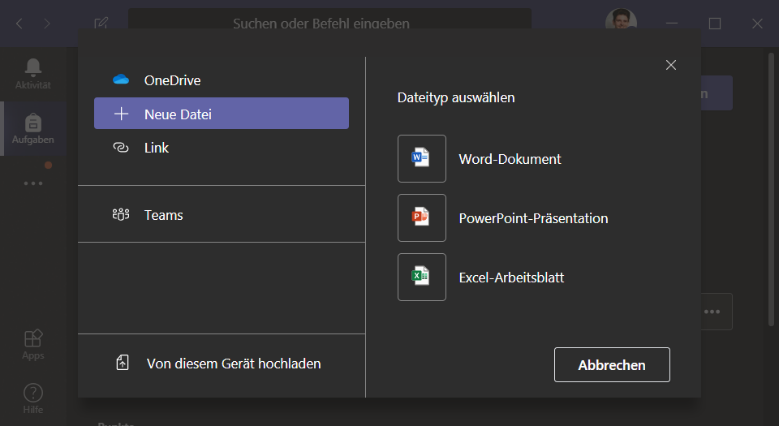 Suchen oder Befehl eingeben
Aktivität
Aufgaben
Apps
Hilfe
OneDrive
Neue Datei
Link
Teams
Von diesem Gerät hochladen
Dateityp auswählen
Word-Dokument
PowerPoint-Präsentation
Excel-Arbeitsblatt
Abbrechen